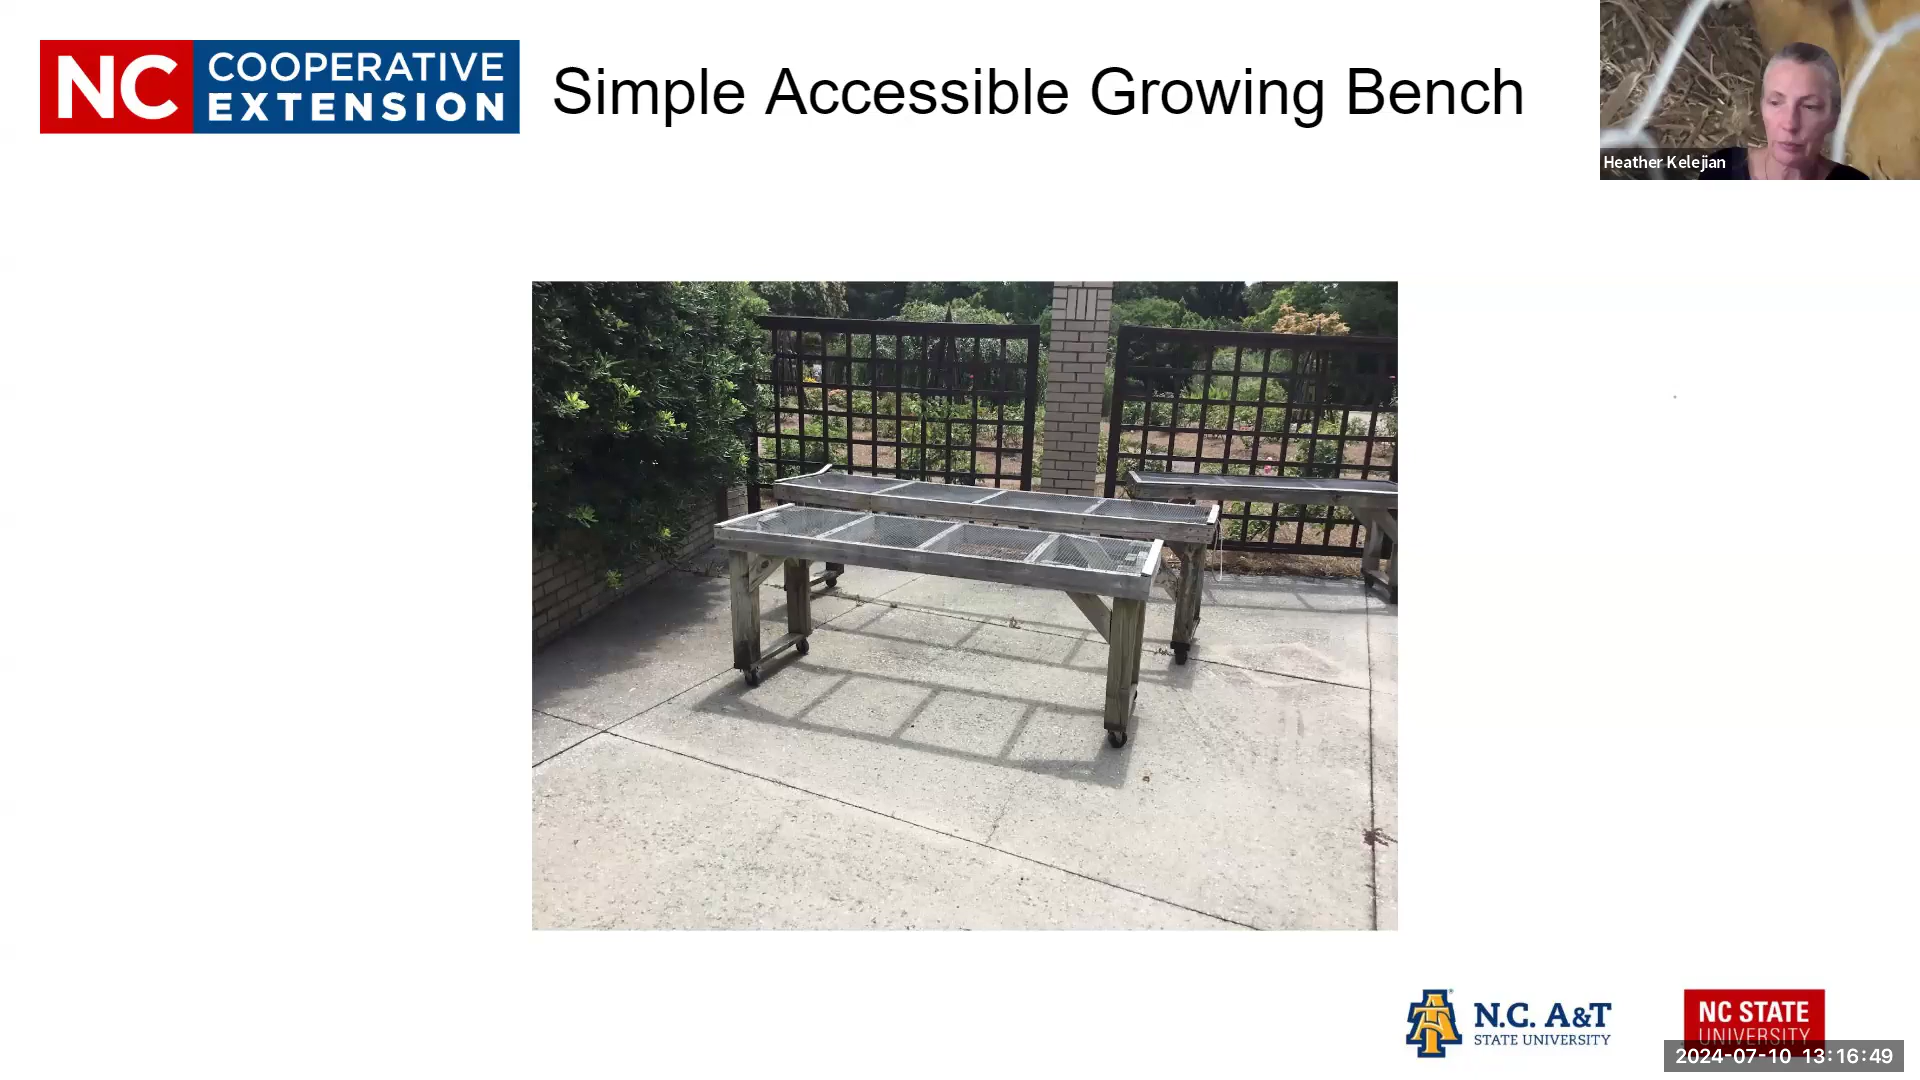 NC COOPERATIVE
EXTENSION
Simple Accessible Growing Bench
Heather Kelejian
N.C. A&T
STATE UNIVERSITY
NC STATE
UNIVERSITY
2024-07-10 13:16:49